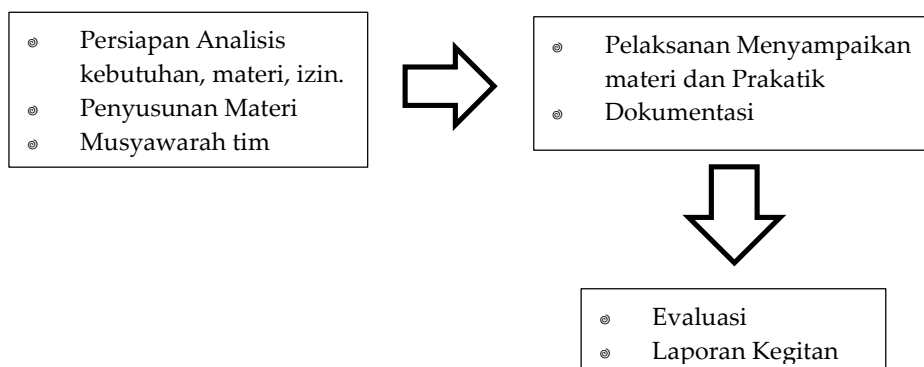 Persiapan Analisis
kebutuhan, materi, izin.
Penyusunan Materi
Musyawarah tim
Pelaksanan Menyampaikan
materi dan Prakatik
Dokumentasi
Evaluasi
Laporan Kegitan